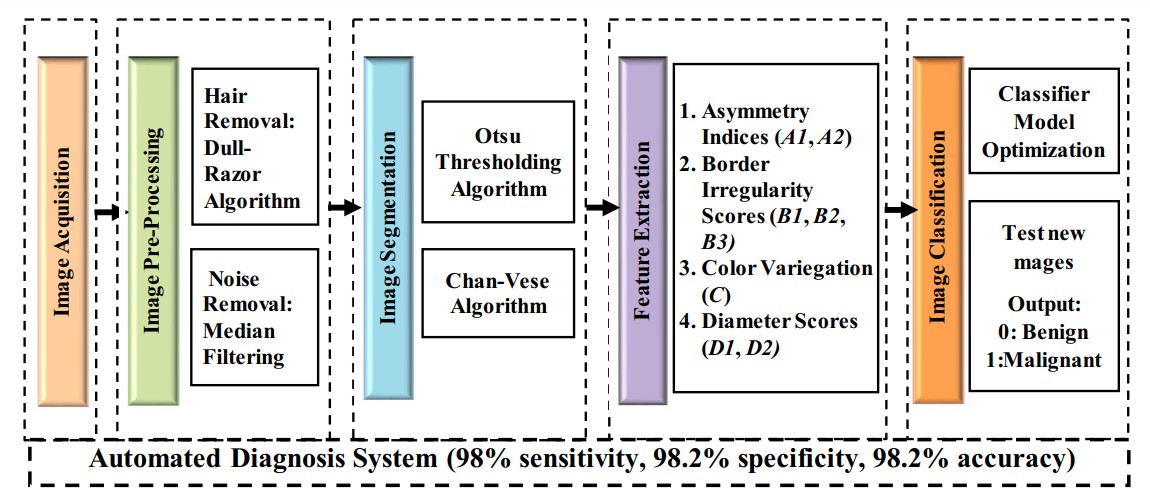 Image Acquisition
Image Pre-Processing
Hair
Removal:
Dull-
Razor
Algorithm
Noise
Removal:
Median
Filtering
Image Segmentation
Otsu
Thresholding
Algorithm
Chan-Vese
Algorithm
Feature Extraction
1. Asymmetry
Indices (A1, A2)
2. Border
Irregularity
Scores (B1, B2,
B3)
3. Color Variegation
(C)
4. Diameter Scores
(D1, D2)
Image Classification
Classifier
Model
Optimization
Test new
mages
Output:
0: Benign
1:Malignant
Automated Diagnosis System (98% sensitivity, 98.2% specificity, 98.2% accuracy)